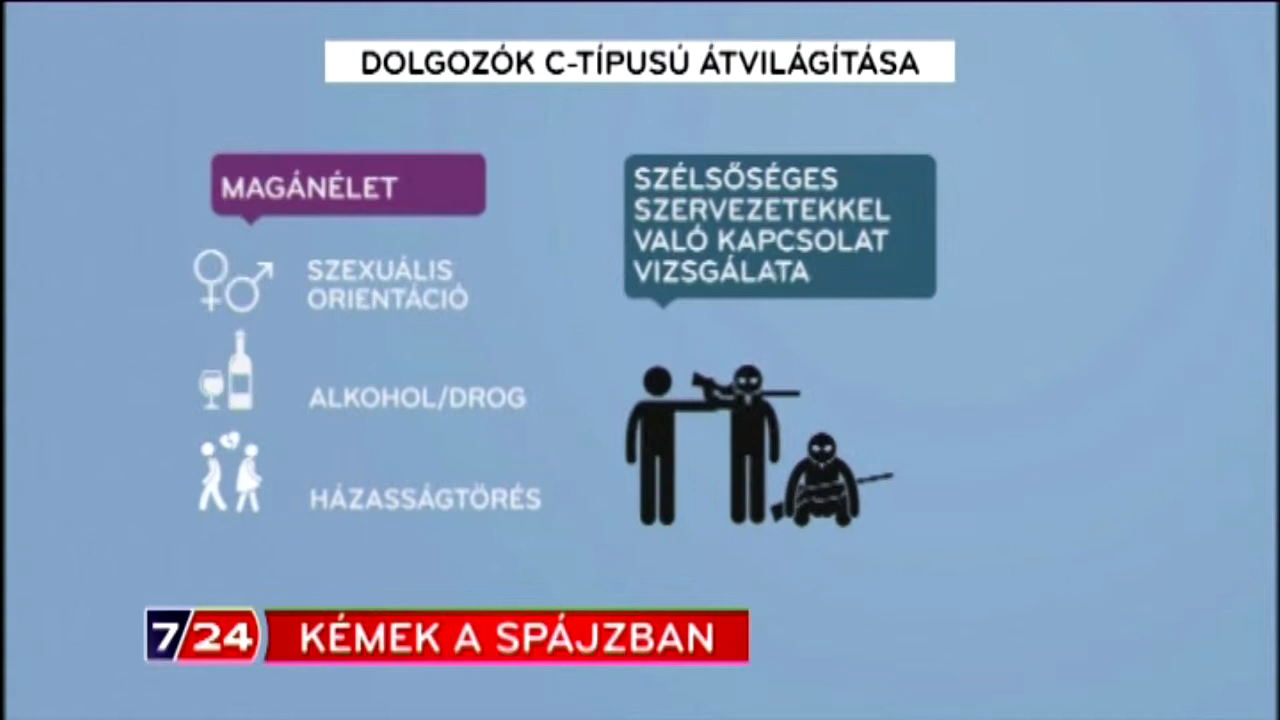 DOLGOZÓK C-TÍPUSÚ ÁTVILÁGÍTÁSA
MAGÁNÉLET
SZEXUÁLIS
ORIENTÁCIÓ
ALKOHOL/DROG
HÁZASSÁGTÖRÉS
SZÉLSŐSÉGES
SZERVEZETEKKEL
VALÓ KAPCSOLAT
VIZSGÁLATA
7/24 KÉMEK A SPÁJZBAN